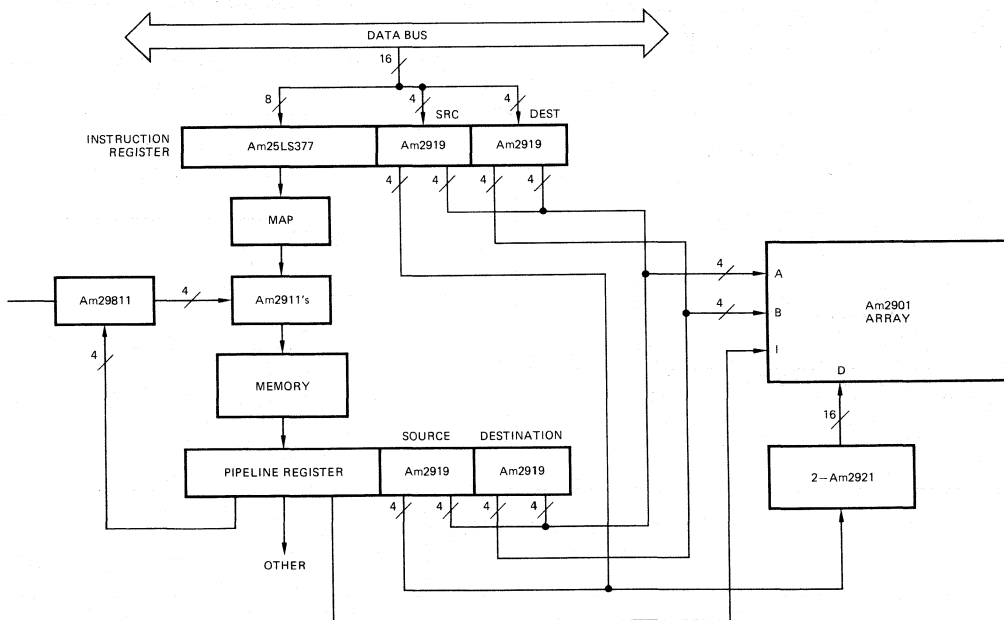 DATA BUS
16
8
4
4
SRC
DEST
INSTRUCTION
REGISTER
Am25LS377
Am2919
Am2919
4
4
4
4
MAP
Am29811
4
Am2911's
4
A
4
B
I
Am2901
ARRAY
D
4
MEMORY
16
SOURCE
DESTINATION
PIPELINE REGISTER
Am2919
Am2919
2–Am2921
4
4
4
4
OTHER